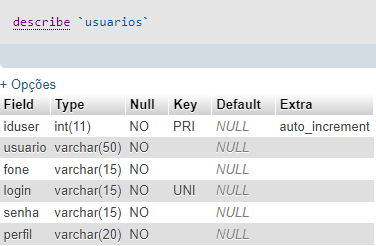 describe `usuarios`
+ Opções
Field Type Null Key Default Extra
iduser int(11) NO PRI NULL auto_increment
usuario varchar(50) NO NULL
fone varchar(15) NO NULL
login varchar(15) NO UNI NULL
senha varchar(15) NO NULL
perfil varchar(20) NO NULL